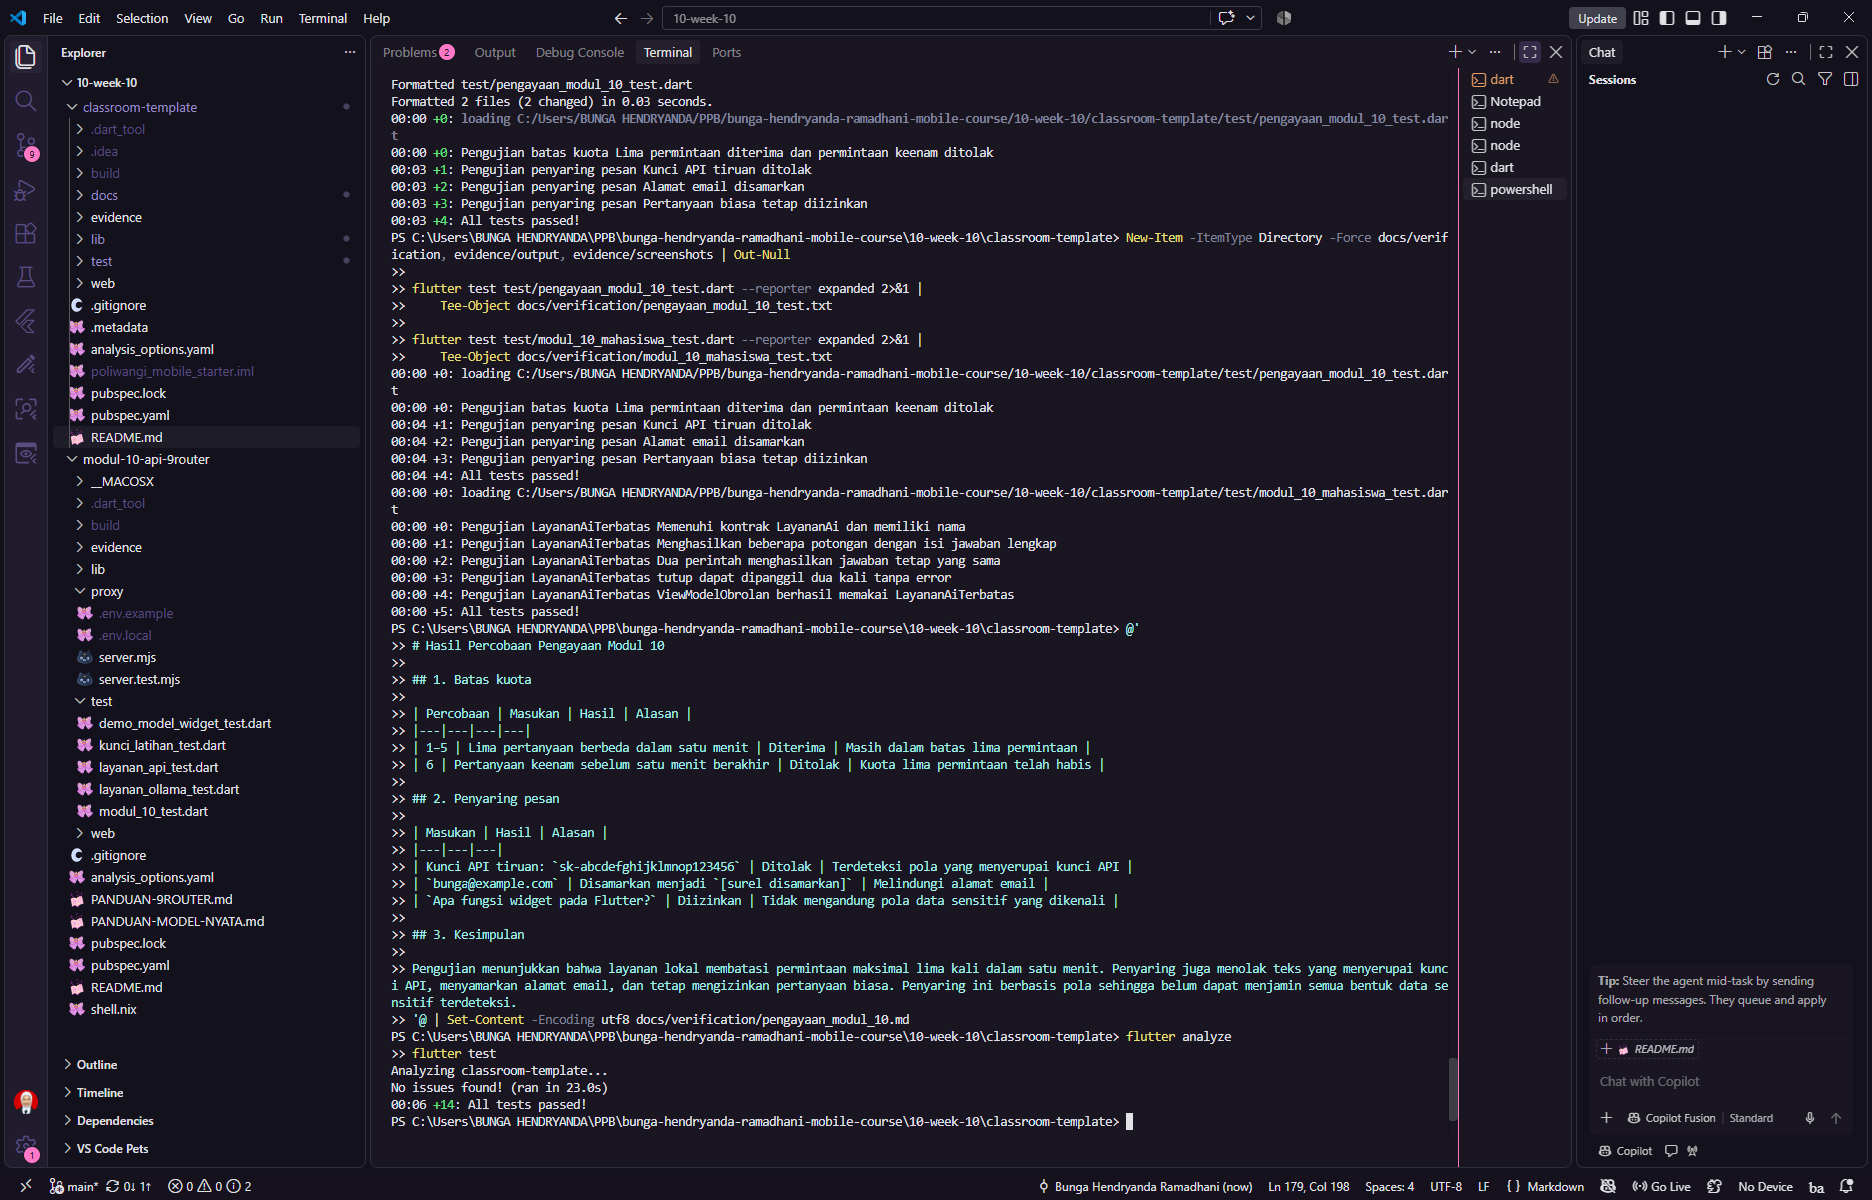 File Edit Selection View Go Run Terminal Help
10-week-10
Update
Explorer
10-week-10
classroom-template
.dart_tool
.idea
build
docs
evidence
lib
test
web
.gitignore
.metadata
analysis_options.yaml
poliwangi_mobile_starter.iml
pubspec.lock
pubspec.yaml
README.md
modul-10-api-9router
__MACOSX
.dart_tool
build
evidence
lib
proxy
.env.example
.env.local
server.mjs
server.test.mjs
test
demo_model_widget_test.dart
kunci_latihan_test.dart
layanan_api_test.dart
layanan_ollama_test.dart
modul_10_test.dart
web
.gitignore
analysis_options.yaml
PANDUAN-9ROUTER.md
PANDUAN-MODEL-NYATA.md
pubspec.lock
pubspec.yaml
README.md
shell.nix
Outline
Timeline
Dependencies
VS Code Pets
9
1
Problems 2 Output Debug Console Terminal Ports
Formatted test/pengayaan_modul_10_test.dart
Formatted 2 files (2 changed) in 0.03 seconds.
00:00 +0: loading C:/Users/BUNGA HENDRYANDA/PPB/bunga-hendryanda-ramadhani-mobile-course/10-week-10/classroom-template/test/pengayaan_modul_10_test.dar
t
00:00 +0: Pengujian batas kuota Lima permintaan diterima dan permintaan keenam ditolak
00:03 +1: Pengujian penyaring pesan Kunci API tiruan ditolak
00:03 +2: Pengujian penyaring pesan Alamat email disamarkan
00:03 +3: Pengujian penyaring pesan Pertanyaan biasa tetap diizinkan
00:03 +4: All tests passed!
PS C:\Users\BUNGA HENDRYANDA\PPB\bunga-hendryanda-ramadhani-mobile-course\10-week-10\classroom-template> New-Item -ItemType Directory -Force docs/verif
ication, evidence/output, evidence/screenshots | Out-Null
>>
>> flutter test test/pengayaan_modul_10_test.dart --reporter expanded 2>&1 |
>>     Tee-Object docs/verification/pengayaan_modul_10_test.txt
>>
>> flutter test test/modul_10_mahasiswa_test.dart --reporter expanded 2>&1 |
>>     Tee-Object docs/verification/modul_10_mahasiswa_test.txt
00:00 +0: loading C:/Users/BUNGA HENDRYANDA/PPB/bunga-hendryanda-ramadhani-mobile-course/10-week-10/classroom-template/test/pengayaan_modul_10_test.dar
t
00:00 +0: Pengujian batas kuota Lima permintaan diterima dan permintaan keenam ditolak
00:04 +1: Pengujian penyaring pesan Kunci API tiruan ditolak
00:04 +2: Pengujian penyaring pesan Alamat email disamarkan
00:04 +3: Pengujian penyaring pesan Pertanyaan biasa tetap diizinkan
00:04 +4: All tests passed!
00:00 +0: loading C:/Users/BUNGA HENDRYANDA/PPB/bunga-hendryanda-ramadhani-mobile-course/10-week-10/classroom-template/test/modul_10_mahasiswa_test.dar
t
00:00 +0: Pengujian LayananAiTerbatas Memenuhi kontrak LayananAi dan memiliki nama
00:00 +1: Pengujian LayananAiTerbatas Menghasilkan beberapa potongan dengan isi jawaban lengkap
00:00 +2: Pengujian LayananAiTerbatas Dua perintah menghasilkan jawaban tetap yang sama
00:00 +3: Pengujian LayananAiTerbatas tutup dapat dipanggil dua kali tanpa error
00:00 +4: Pengujian LayananAiTerbatas ViewModelObrolan berhasil memakai LayananAiTerbatas
00:00 +5: All tests passed!
PS C:\Users\BUNGA HENDRYANDA\PPB\bunga-hendryanda-ramadhani-mobile-course\10-week-10\classroom-template> @'
>> # Hasil Percobaan Pengayaan Modul 10
>>
>> ## 1. Batas kuota
>>
>> | Percobaan | Masukan | Hasil | Alasan |
>> |---|---|---|---|
>> | 1–5 | Lima pertanyaan berbeda dalam satu menit | Diterima | Masih dalam batas lima permintaan |
>> | 6 | Pertanyaan keenam sebelum satu menit berakhir | Ditolak | Kuota lima permintaan telah habis |
>>
>> ## 2. Penyaring pesan
>>
>> | Masukan | Hasil | Alasan |
>> |---|---|---|
>> | Kunci API tiruan: `sk-abcdefghijklmnop123456` | Ditolak | Terdeteksi pola yang menyerupai kunci API |
>> | `bunga@example.com` | Disamarkan menjadi `[surel disamarkan]` | Melindungi alamat email |
>> | `Apa fungsi widget pada Flutter?` | Diizinkan | Tidak mengandung pola data sensitif yang dikenali |
>>
>> ## 3. Kesimpulan
>>
>> Pengujian menunjukkan bahwa layanan lokal membatasi permintaan maksimal lima kali dalam satu menit. Penyaring juga menolak teks yang menyerupai kunc
i API, menyamarkan alamat email, dan tetap mengizinkan pertanyaan biasa. Penyaring ini berbasis pola sehingga belum dapat menjamin semua bentuk data se
nsitif terdeteksi.
>> '@ | Set-Content -Encoding utf8 docs/verification/pengayaan_modul_10.md
PS C:\Users\BUNGA HENDRYANDA\PPB\bunga-hendryanda-ramadhani-mobile-course\10-week-10\classroom-template> flutter analyze
>> flutter test
Analyzing classroom-template...
No issues found! (ran in 23.0s)
00:06 +14: All tests passed!
PS C:\Users\BUNGA HENDRYANDA\PPB\bunga-hendryanda-ramadhani-mobile-course\10-week-10\classroom-template>
dart
Notepad
node
node
dart
powershell
Chat
Sessions
Tip: Steer the agent mid-task by sending
follow-up messages. They queue and apply
in order.
README.md
Chat with Copilot
Copilot Fusion Standard
Copilot
main* 0↓ 1↑ 0 0 2
Bunga Hendryanda Ramadhani (now) Ln 179, Col 198 Spaces: 4 UTF-8 LF { } Markdown Go Live No Device ba